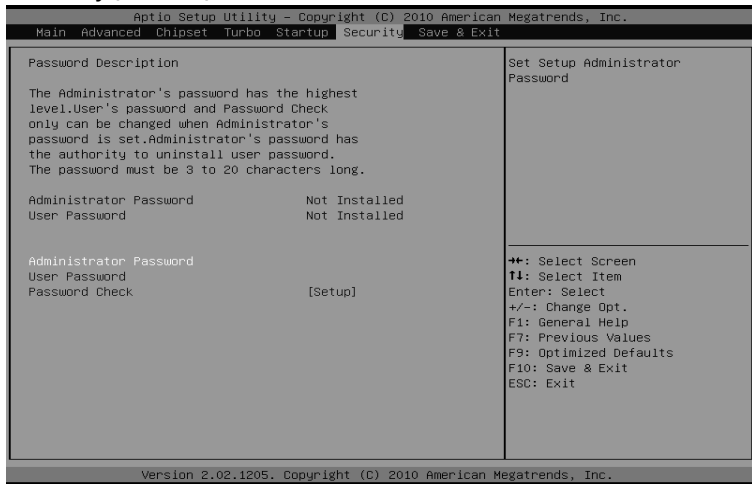 Aptio Setup Utility – Copyright (C) 2010 American Megatrends, Inc.
Main Advanced Chipset Turbo Startup Security Save & Exit
Password Description
The Administrator's password has the highest
level.User's password and Password Check
only can be changed when Administrator's
password is set.Administrator's password has
the authority to uninstall user password.
The password must be 3 to 20 characters long.
Administrator Password Not Installed
User Password Not Installed
Administrator Password
User Password
Password Check [Setup]
Set Setup Administrator
Password
→←: Select Screen
↑↓: Select Item
Enter: Select
+/-: Change Opt.
F1: General Help
F7: Previous Values
F9: Optimized Defaults
F10: Save & Exit
ESC: Exit
Version 2.02.1205. Copyright (C) 2010 American Megatrends, Inc.